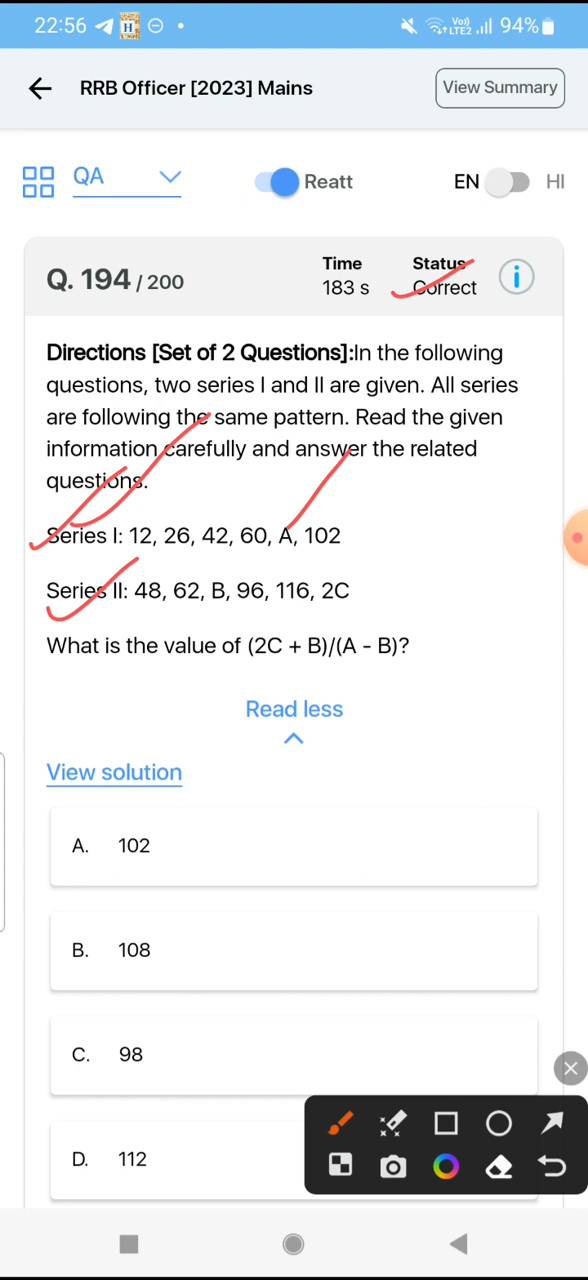 22:56 H Vo)) LTE2 94%
RRB Officer [2023] Mains View Summary
QA Reatt EN HI
Q. 194 / 200 Time 183 s Status Correct
Directions [Set of 2 Questions]:In the following
questions, two series I and II are given. All series
are following the same pattern. Read the given
information carefully and answer the related
questions.
Series I: 12, 26, 42, 60, A, 102
Series II: 48, 62, B, 96, 116, 2C
What is the value of (2C + B)/(A - B)?
Read less
View solution
A. 102
B. 108
C. 98
D. 112